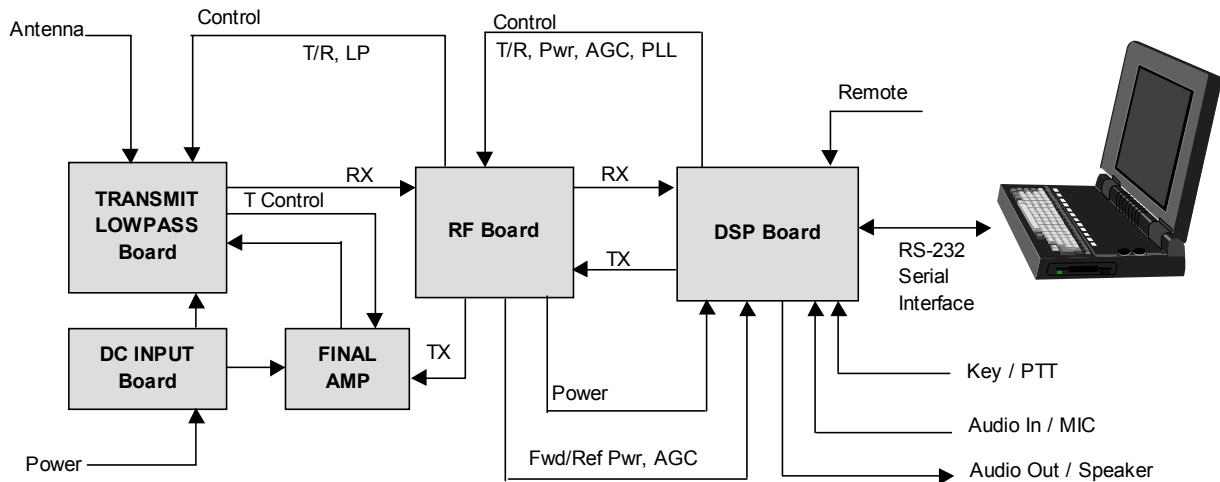 Control
Control
Antenna
T/R, LP
T/R, Pwr, AGC, PLL
Remote
RX
RX
TRANSMIT
LOWPASS
Board
T Control
RF Board
DSP Board
TX
RS-232
Serial
Interface
DC INPUT
Board
FINAL
AMP
TX
Key / PTT
Power
Audio In / MIC
Power
Fwd/Ref Pwr, AGC
Audio Out / Speaker